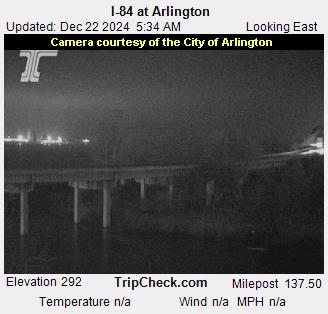 I-84 at Arlington
Updated: Dec 22 2024 5:34 AM Looking East
Camera courtesy of the City of Arlington
Elevation 292 TripCheck.com Milepost 137.50
Temperature n/a Wind n/a MPH n/a